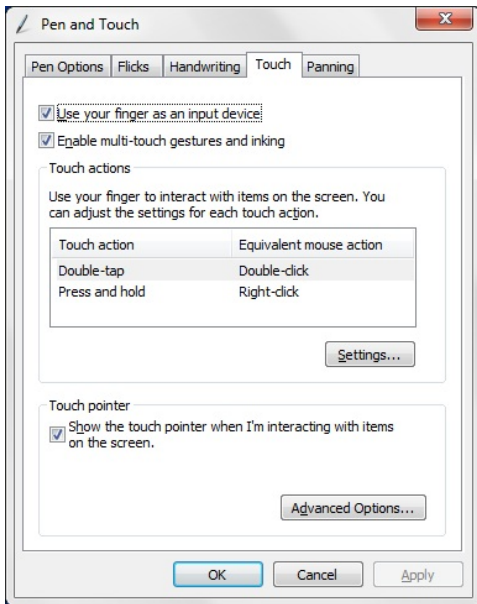 Pen and Touch
Pen Options Flicks Handwriting Touch Panning
Use your finger as an input device
Enable multi-touch gestures and inking
Touch actions
Use your finger to interact with items on the screen. You
can adjust the settings for each touch action.
Touch action Equivalent mouse action
Double-tap Double-click
Press and hold Right-click
Settings...
Touch pointer
Show the touch pointer when I'm interacting with items
on the screen.
Advanced Options...
OK Cancel Apply